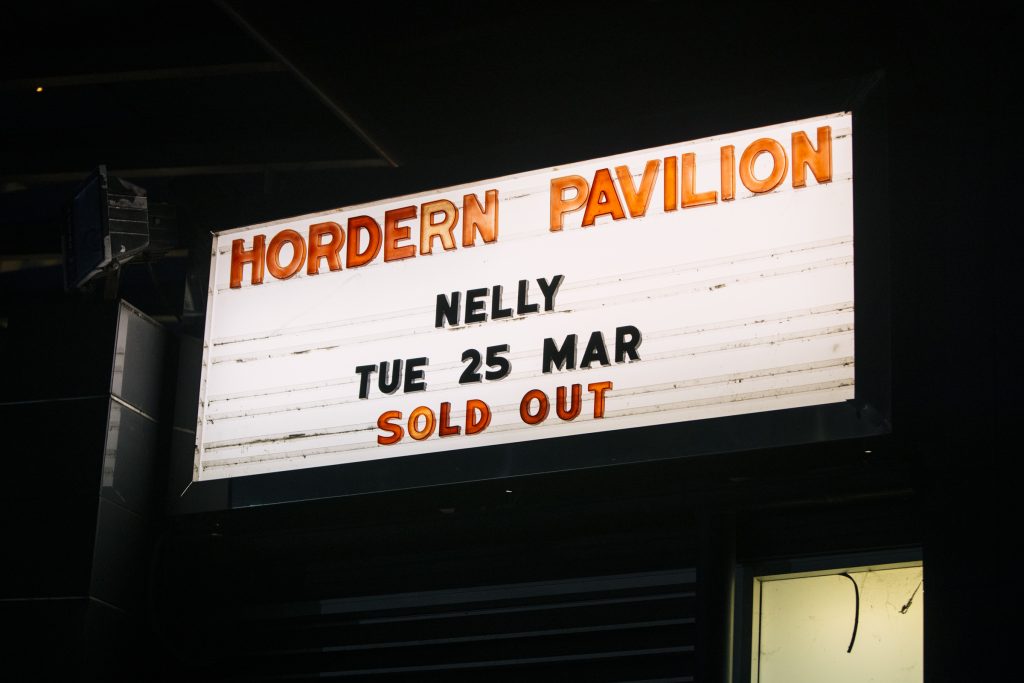 HORDERN PAVILION
NELLY
TUE 25 MAR
SOLD OUT